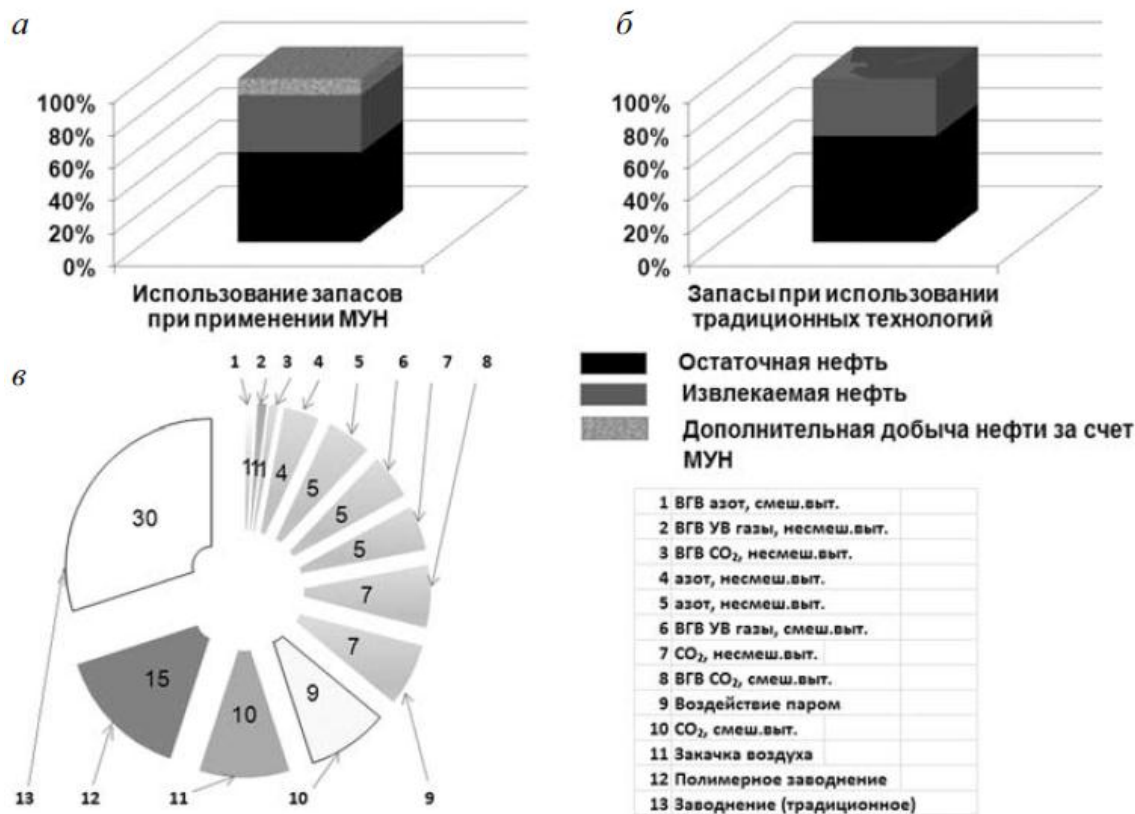 а
100%
80%
60%
40%
20%
0%
Использование запасов
при применении МУН
б
100%
80%
60%
40%
20%
0%
Запасы при использовании
традиционных технологий
Остаточная нефть
Извлекаемая нефть
Дополнительная добыча нефти за счет
МУН
в
1 2 3 4 5 6 7 8
1 1 1 4 5 5 5 7 7 9 10 15 30
13 12 11 10 9
1 ВГВ азот, смеш.выт.
2 ВГВ УВ газы, несмеш.выт.
3 ВГВ CO₂, несмеш.выт.
4 азот, несмеш.выт.
5 азот, несмеш.выт.
6 ВГВ УВ газы, смеш.выт.
7 CO₂, несмеш.выт.
8 ВГВ CO₂, смеш.выт.
9 Воздействие паром
10 CO₂, смеш.выт.
11 Закачка воздуха
12 Полимерное заводнение
13 Заводнение (традиционное)